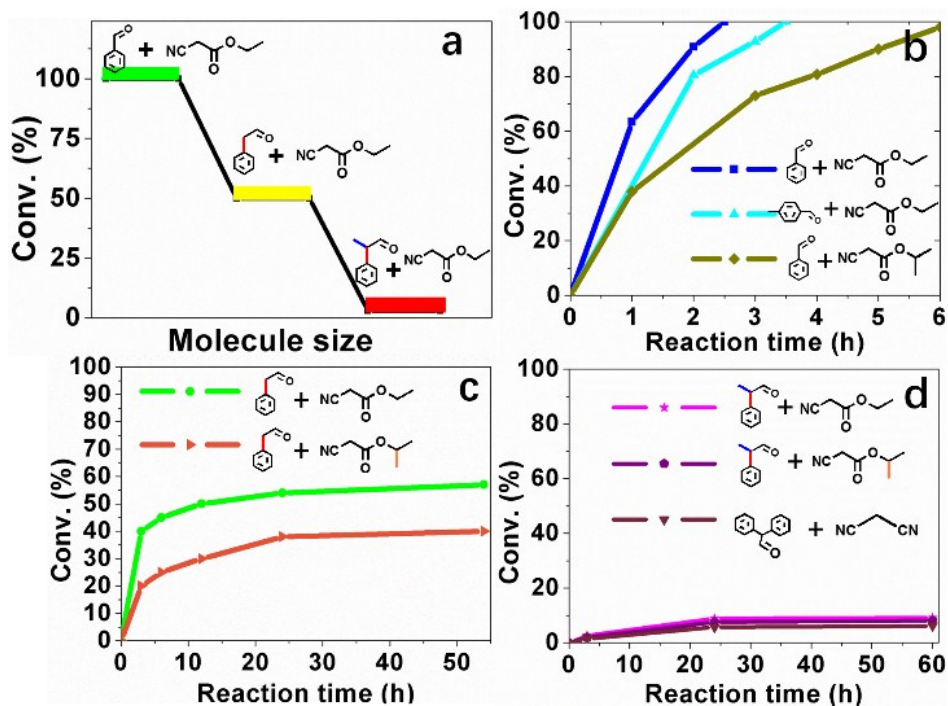 a
Conv. (%)
100
75
50
25
0
O
+
NC
O
O
O
+
NC
O
O
O
+
NC
O
O
Molecule size
b
Conv. (%)
100
80
60
40
20
0
O
+
NC
O
O
O
+
NC
O
O
O
+
NC
O
O
0 1 2 3 4 5 6
Reaction time (h)
c
Conv. (%)
100
90
80
70
60
50
40
30
20
10
0
O
+
NC
O
O
O
+
NC
O
O
0 10 20 30 40 50
Reaction time (h)
d
Conv. (%)
100
80
60
40
20
0
O
+
NC
O
O
O
+
NC
O
O
O
+
NC
CN
0 10 20 30 40 50 60
Reaction time (h)